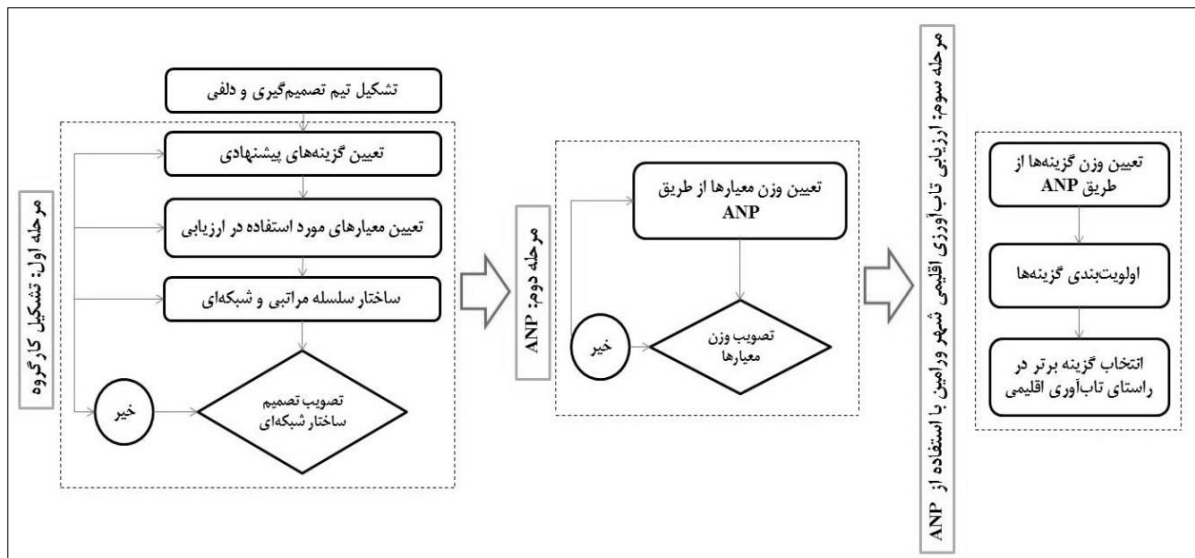 مرحله اول: تشکیل کارگروه
تشکیل تیم تصمیم‌گیری و دلفی
تعیین گزینه‌های پیشنهادی
تعیین معیارهای مورد استفاده در ارزیابی
ساختار سلسله مراتبی و شبکه‌ای
تصویب تصمیم
ساختار شبکه‌ای
خیر
مرحله دوم: ANP
تعیین وزن معیارها از طریق
ANP
تصویب وزن
معیارها
خیر
مرحله سوم: ارزیابی تاب‌آورزی اقلیمی شهر ورامین با استفاده از ANP
تعیین وزن گزینه‌ها از
طریق ANP
اولویت‌بندی گزینه‌ها
انتخاب گزینه برتر در
راستای تاب‌آوری اقلیمی